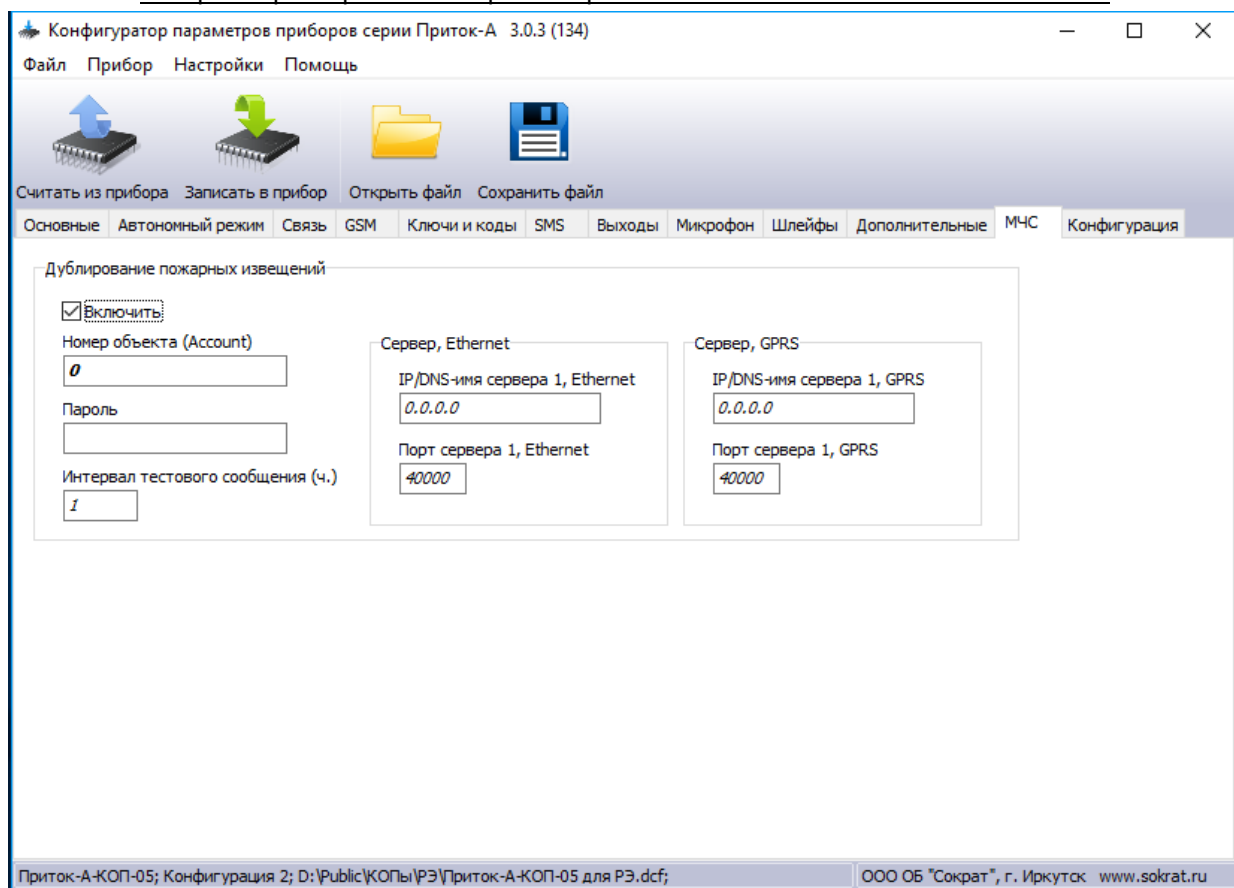 Конфигуратор параметров приборов серии Приток-А 3.0.3 (134)
Файл Прибор Настройки Помощь
Считать из прибора Записать в прибор Открыть файл Сохранить файл
Основные Автономный режим Связь GSM Ключи и коды SMS Выходы Микрофон Шлейфы Дополнительные МЧС Конфигурация
Дублирование пожарных извещений
Включить
Номер объекта (Account)
0
Пароль
Интервал тестового сообщения (ч.)
1
Сервер, Ethernet
IP/DNS-имя сервера 1, Ethernet
0.0.0.0
Порт сервера 1, Ethernet
40000
Сервер, GPRS
IP/DNS-имя сервера 1, GPRS
0.0.0.0
Порт сервера 1, GPRS
40000
Приток-А-КОП-05; Конфигурация 2; D:\Public\КОПы\РЭ\Приток-А-КОП-05 для РЭ.dcf;
ООО ОБ "Сократ", г. Иркутск www.sokrat.ru